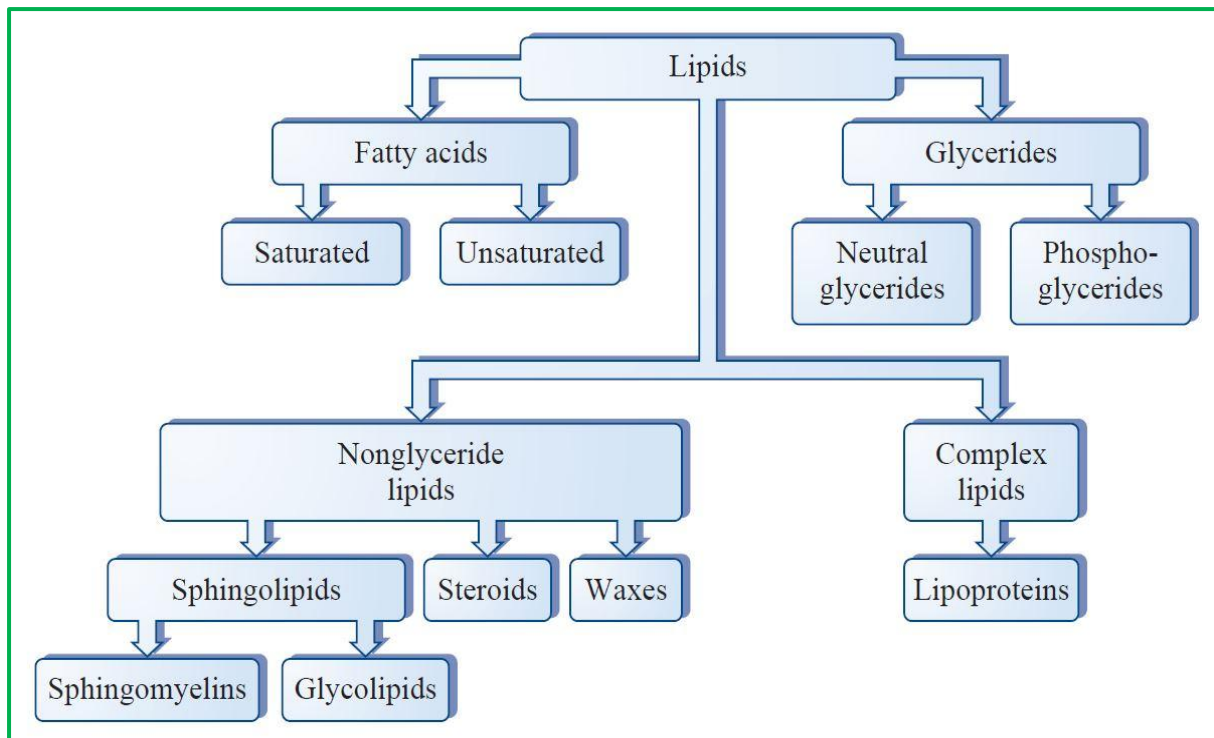 Lipids
Fatty acids
Glycerides
Saturated
Unsaturated
Neutral
glycerides
Phospho-
glycerides
Nonglyceride
lipids
Complex
lipids
Sphingolipids
Steroids
Waxes
Lipoproteins
Sphingomyelins
Glycolipids